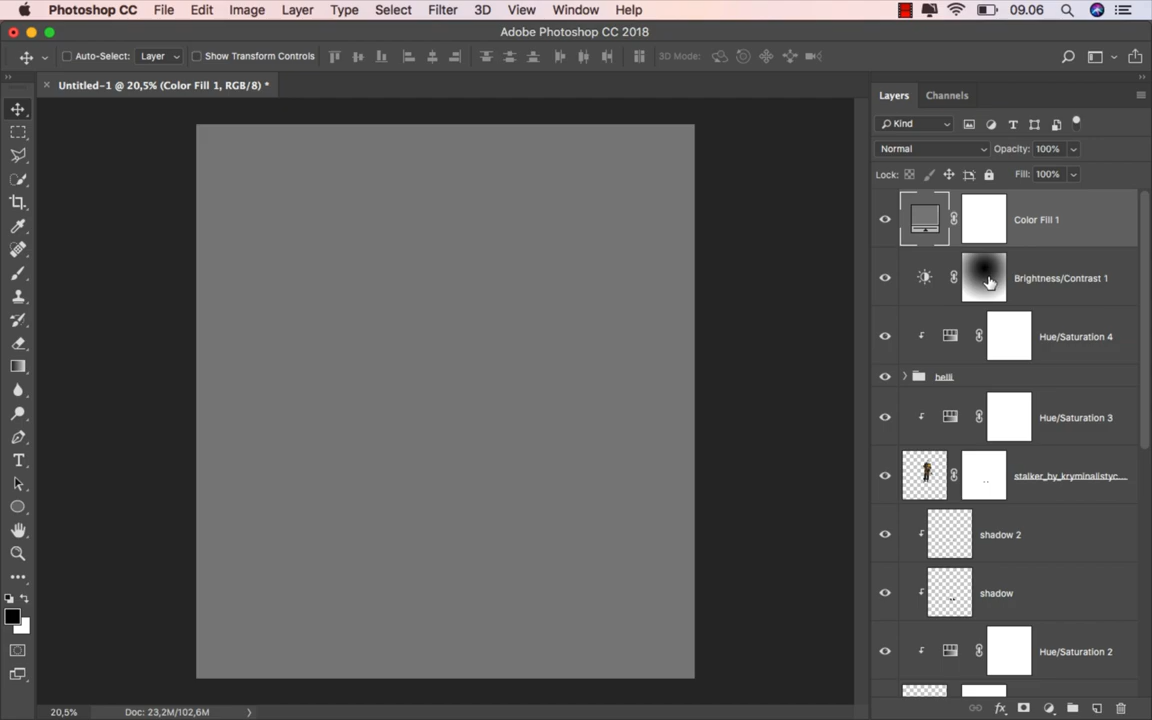 Photoshop CC File Edit Image Layer Type Select Filter 3D View Window Help 09.06
Adobe Photoshop CC 2018
Auto-Select: Layer Show Transform Controls 3D Mode:
Untitled-1 @ 20,5% (Color Fill 1, RGB/8) *
Layers Channels
Kind
Normal Opacity: 100%
Lock: Fill: 100%
Color Fill 1
Brightness/Contrast 1
Hue/Saturation 4
helli
Hue/Saturation 3
stalker_by_kryminalistyc...
shadow 2
shadow
Hue/Saturation 2
20,5% Doc: 23,2M/102,6M